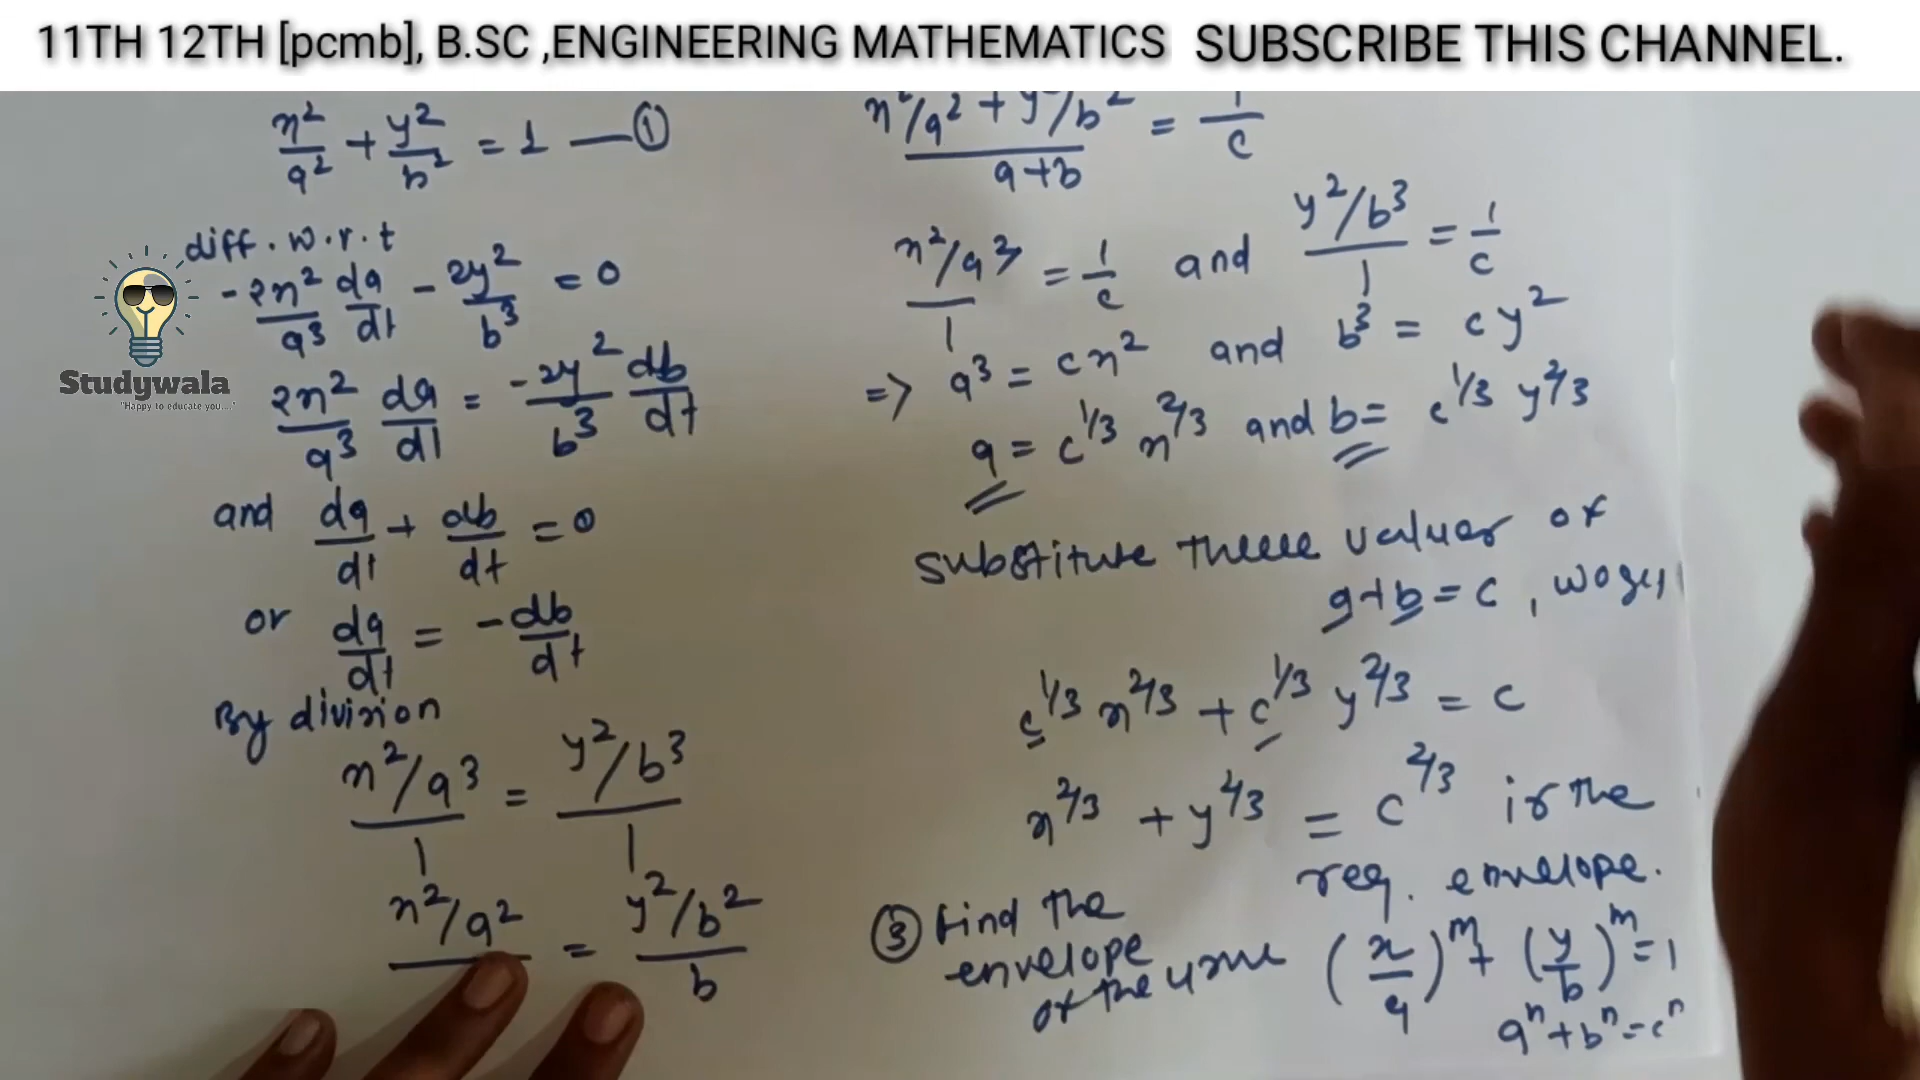 11TH 12TH [pcmb], B.SC ,ENGINEERING MATHEMATICS SUBSCRIBE THIS CHANNEL.
x²/a² + y²/b² = 1 —①
diff. w.r.t
-2x²/a³ da/dt - 2y²/b³ = 0
2x²/a³ da/dt = -2y²/b³ db/dt
and da/dt + db/dt = 0
or da/dt = -db/dt
By division
x²/a³/1 = y²/b³/1
x²/a² = y²/b²/b
Studywala
"Happy to educate you...."
x²/a² + y²/b²/a+b = 1/c
x²/a³/1 = 1/c and y²/b³/1 = 1/c
=> a³ = cx² and b³ = cy²
a = c^1/3 x^2/3 and b = c^1/3 y^2/3
substitute these values of
a+b = c,
c^1/3 x^2/3 + c^1/3 y^2/3 = c
x^2/3 + y^2/3 = c^2/3 is the
req. envelope.
③ Find the
envelope
of the (x/a)^m + (y/b)^m = 1
a^n + b^n = c^n